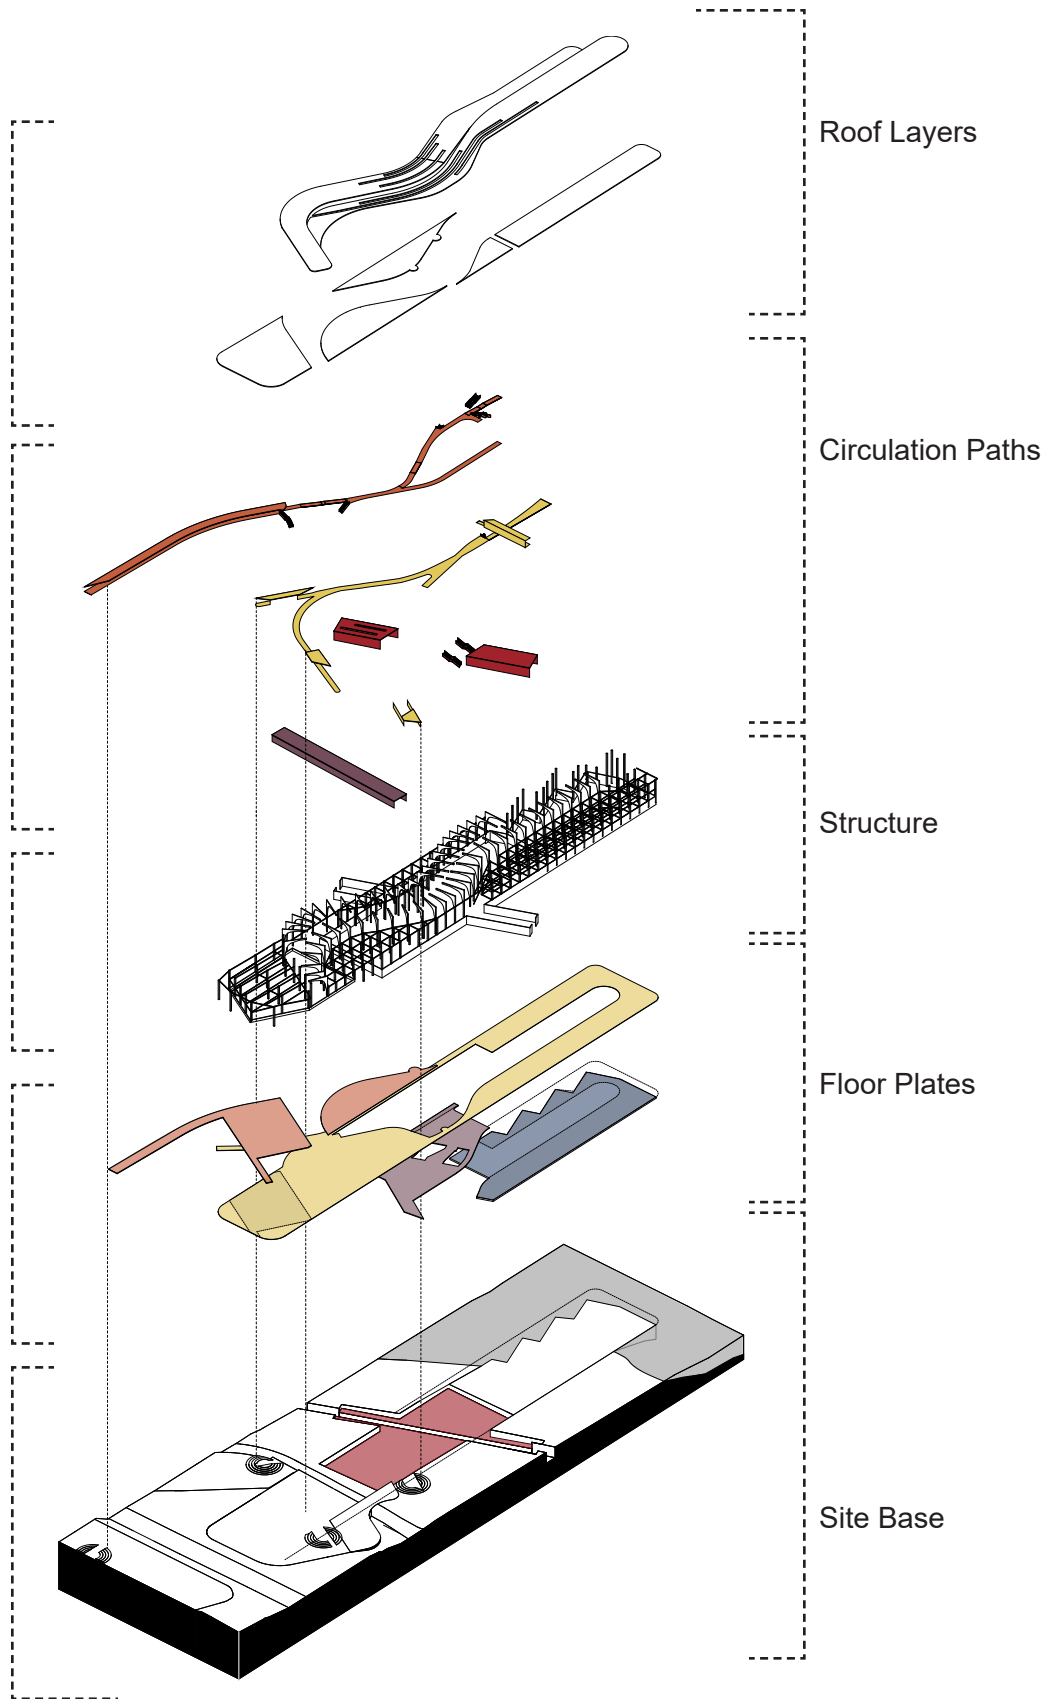 Roof Layers
Circulation Paths
Structure
Floor Plates
Site Base